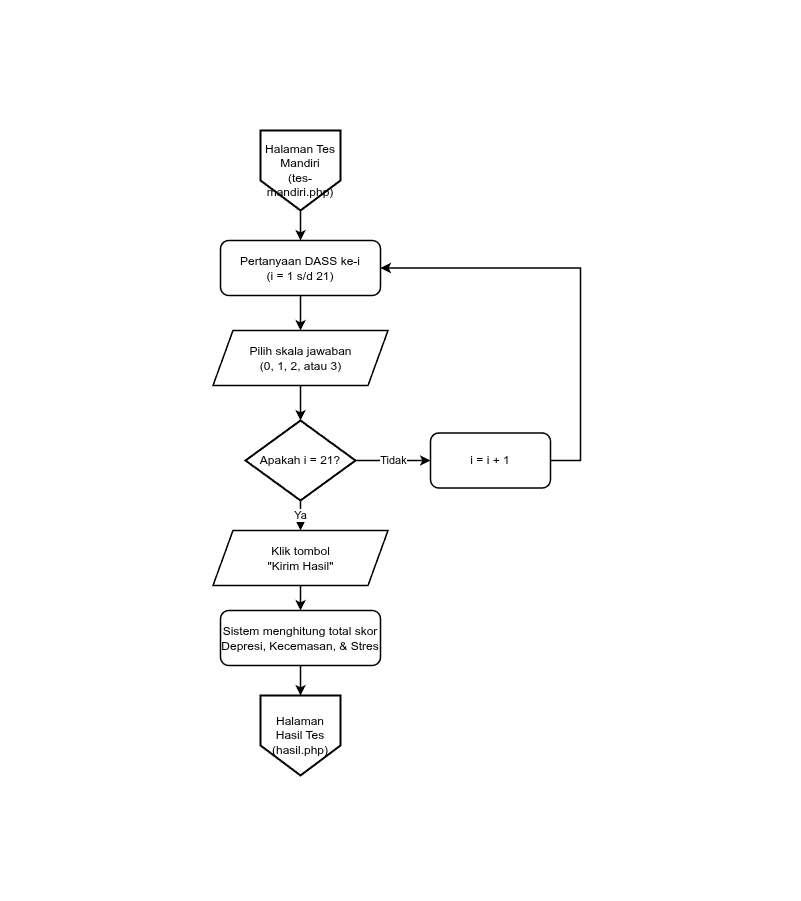 Halaman Tes
Mandiri
(tes-
mandiri.php)
Pertanyaan DASS ke-i
(i = 1 s/d 21)
Pilih skala jawaban
(0, 1, 2, atau 3)
Apakah i = 21?
Tidak
i = i + 1
Ya
Klik tombol
"Kirim Hasil"
Sistem menghitung total skor
Depresi, Kecemasan, & Stres
Halaman
Hasil Tes
(hasil.php)